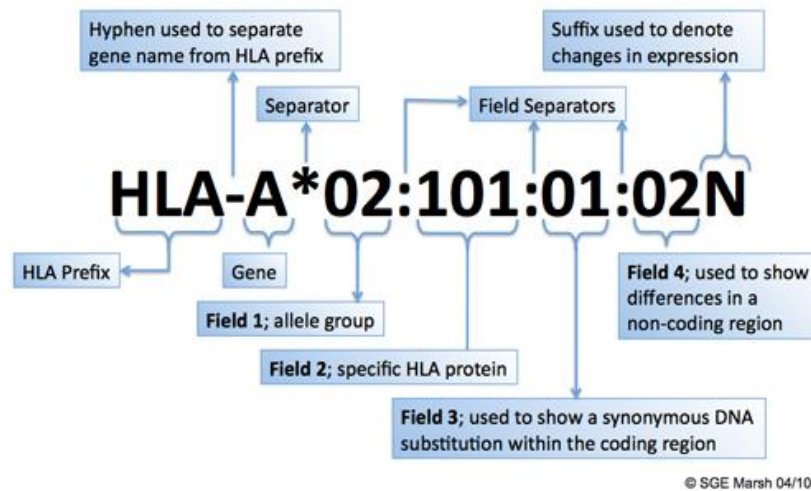 Hyphen used to separate
gene name from HLA prefix
Suffix used to denote
changes in expression
Separator
Field Separators
HLA-A*02:101:01:02N
HLA Prefix
Gene
Field 1; allele group
Field 2; specific HLA protein
Field 3; used to show a synonymous DNA
substitution within the coding region
Field 4; used to show
differences in a
non-coding region
© SGE Marsh 04/10